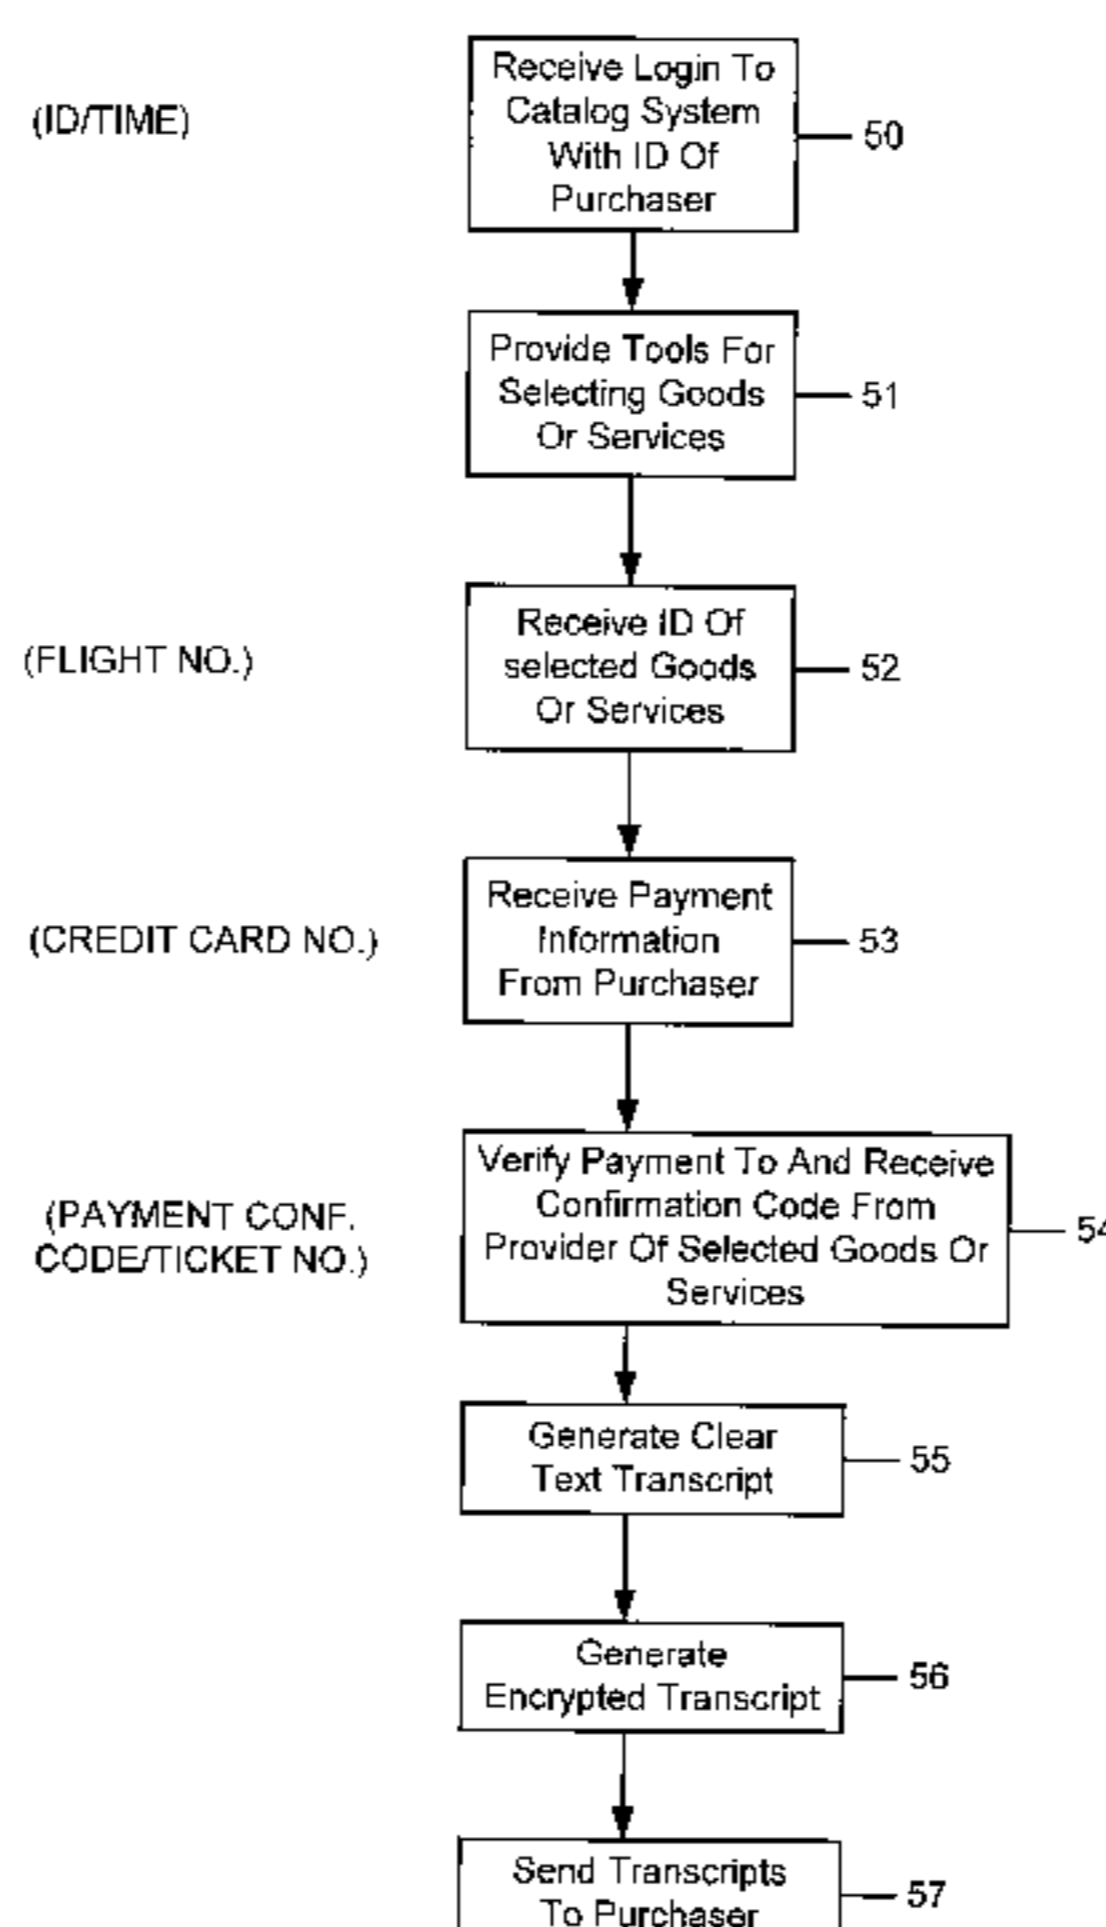 (ID/TIME)
Receive Login To
Catalog System
With ID Of
Purchaser
50
Provide Tools For
Selecting Goods
Or Services
51
(FLIGHT NO.)
Receive ID Of
selected Goods
Or Services
52
(CREDIT CARD NO.)
Receive Payment
Information
From Purchaser
53
(PAYMENT CONF.
CODE/TICKET NO.)
Verify Payment To And Receive
Confirmation Code From
Provider Of Selected Goods Or
Services
54
Generate Clear
Text Transcript
55
Generate
Encrypted Transcript
56
Send Transcripts
To Purchaser
57